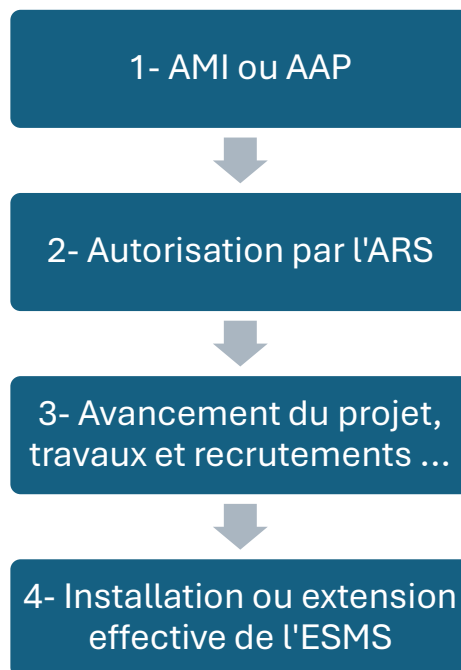 1- AMI ou AAP
2- Autorisation par l'ARS
3- Avancement du projet,
travaux et recrutements ...
4- Installation ou extension
effective de l'ESMS